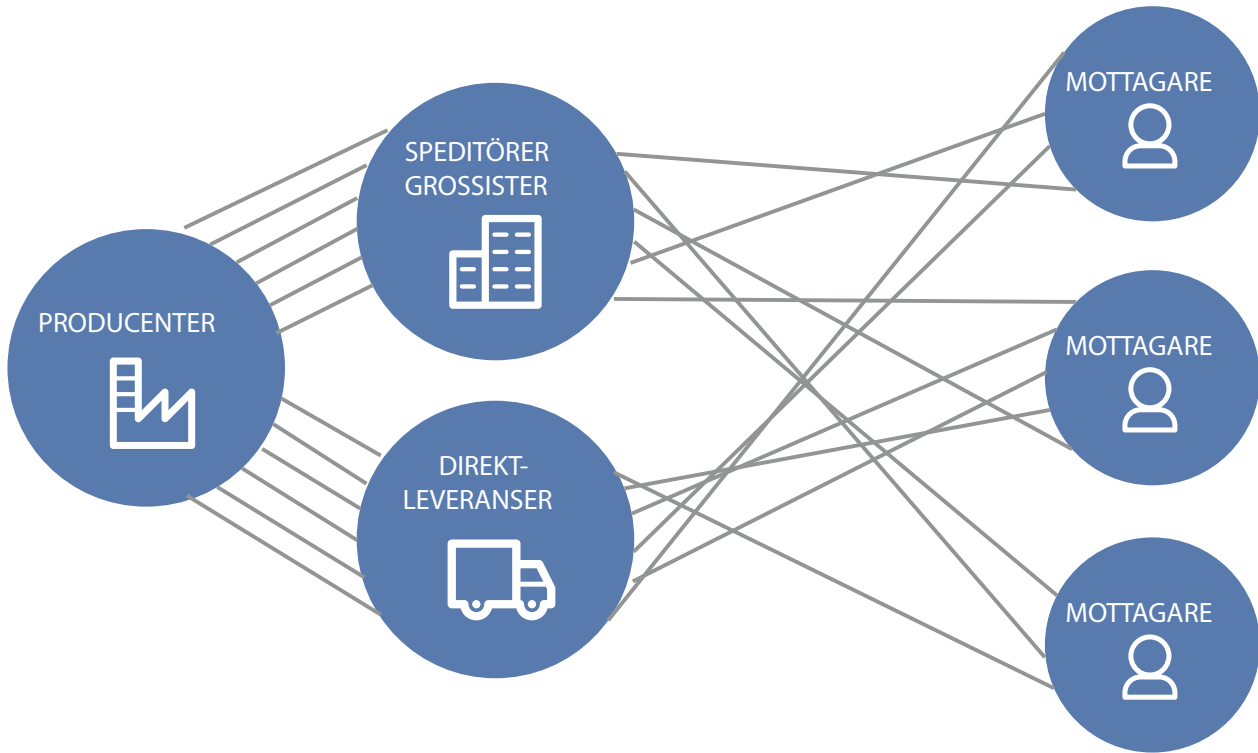 PRODUCENTER
SPEDITÖRER
GROSSISTER
DIREKT-
LEVERANSER
MOTTAGARE
MOTTAGARE
MOTTAGARE